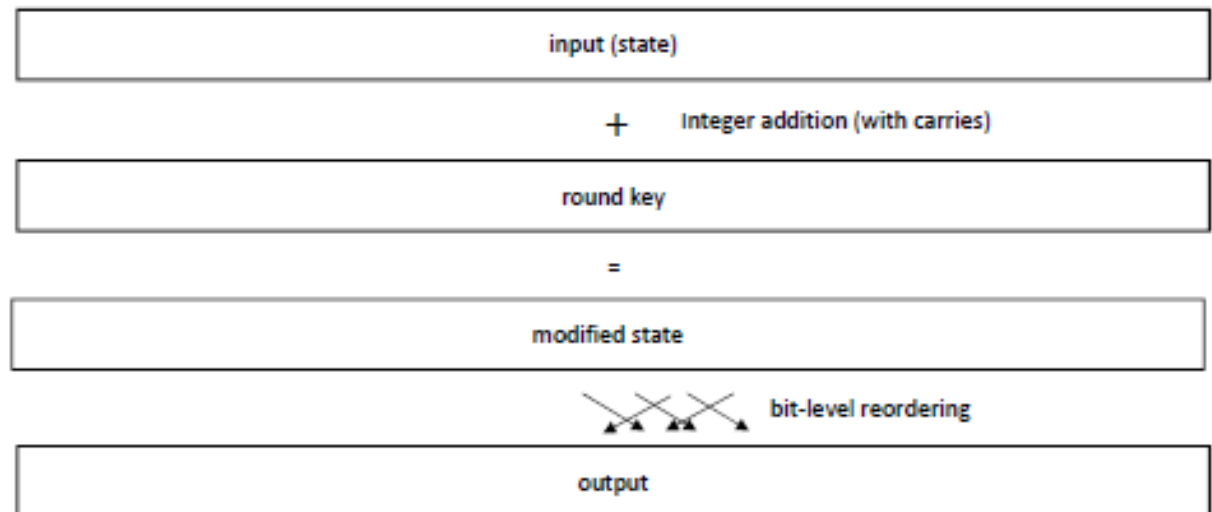 input (state)
+ Integer addition (with carries)
round key
=
modified state
bit-level reordering
output